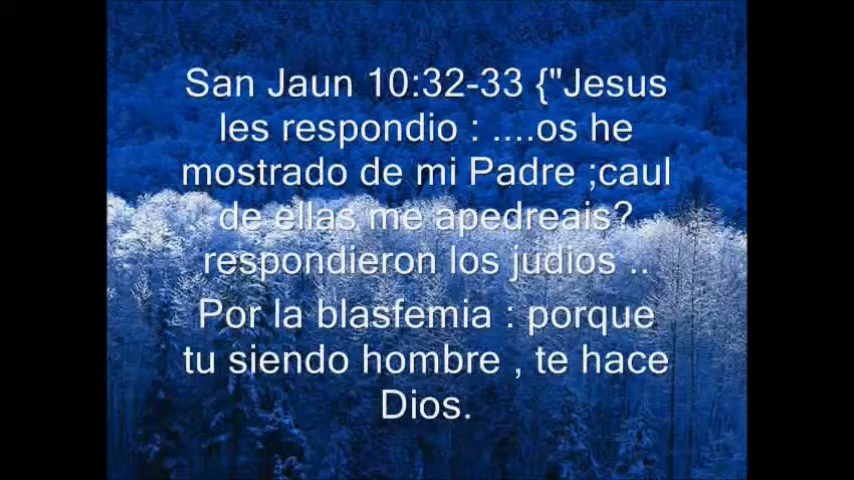 San Jaun 10:32-33 {"Jesus
les respondio : ....os he
mostrado de mi Padre ;caul
de ellas me apedreais?
respondieron los judios ..
Por la blasfemia : porque
tu siendo hombre , te hace
Dios.